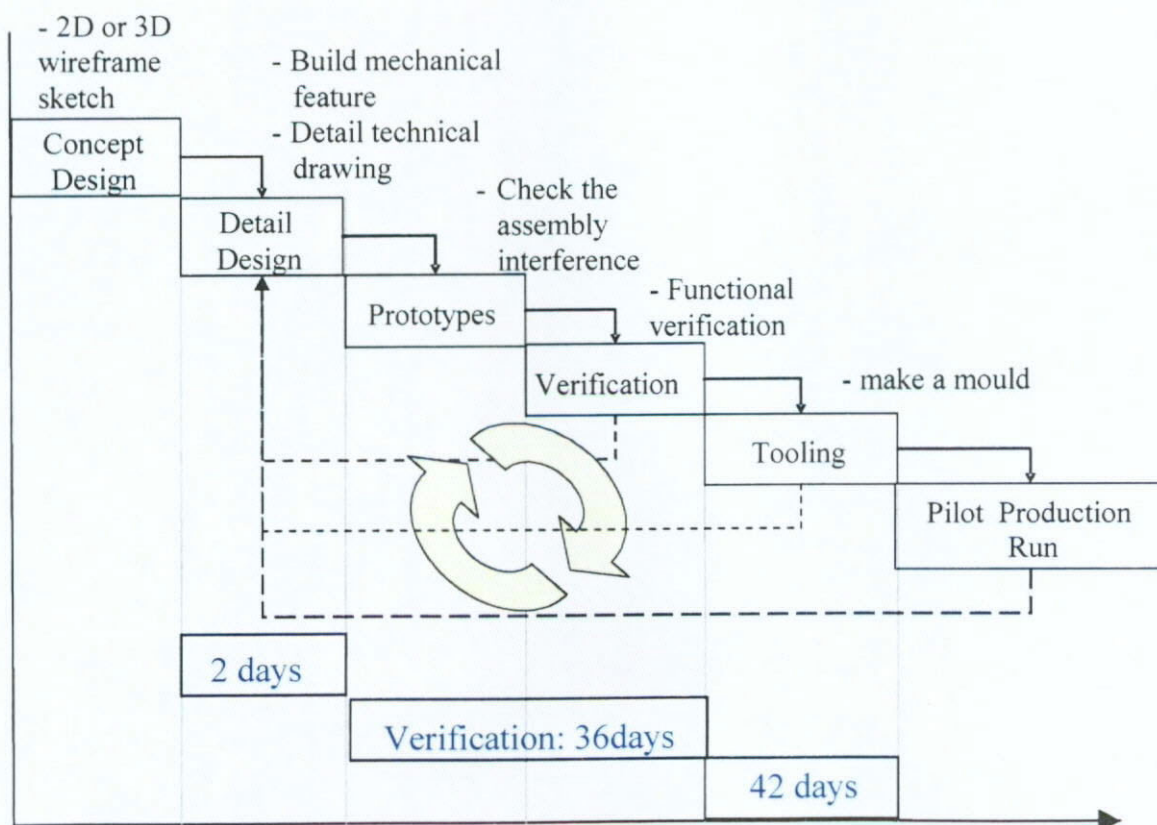 - 2D or 3D
wireframe
sketch
Concept
Design
- Build mechanical
feature
- Detail technical
drawing
Detail
Design
- Check the
assembly
interference
Prototypes
- Functional
verification
Verification
- make a mould
Tooling
Pilot Production
Run
2 days
Verification: 36days
42 days